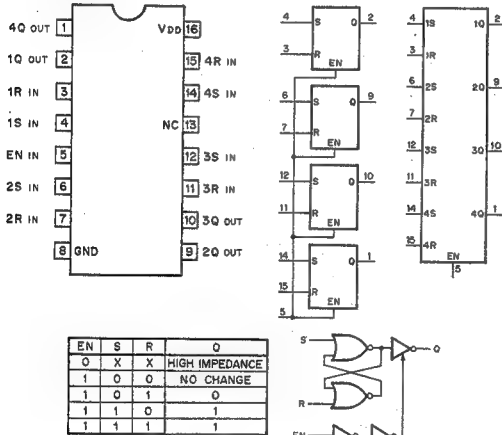 4Q OUT 1
1Q OUT 2
1R IN 3
1S IN 4
EN IN 5
2S IN 6
2R IN 7
8 GND
VDD 16
15 4R IN
14 4S IN
NC 13
12 3S IN
11 3R IN
10 3Q OUT
9 2Q OUT
4 S Q 2
3 R
EN
6 S Q 9
7 R
EN
12 S Q 10
11 R
EN
14 S Q 1
15 R
5 EN
4 1S 1Q 2
3 1R
6 2S 2Q 9
7 2R
12 3S 3Q 10
11 3R
14 4S 4Q 1
15 4R
EN
5
EN S R Q
0 X X HIGH IMPEDANCE
1 0 0 NO CHANGE
1 0 1 0
1 1 0 1
1 1 1 1
S Q
R
EN